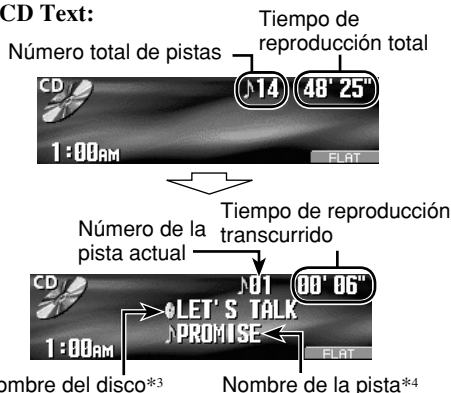 CD Text:
Tiempo de
reproducción total
Número total de pistas
CD
♪14 48' 25"
1:00AM
FLAT
Número de la
pista actual
Tiempo de reproducción
transcurrido
CD
♪01 00' 06"
LET'S TALK
♪PROMISE
1:00AM
FLAT
ombre del disco*3
Nombre de la pista*4